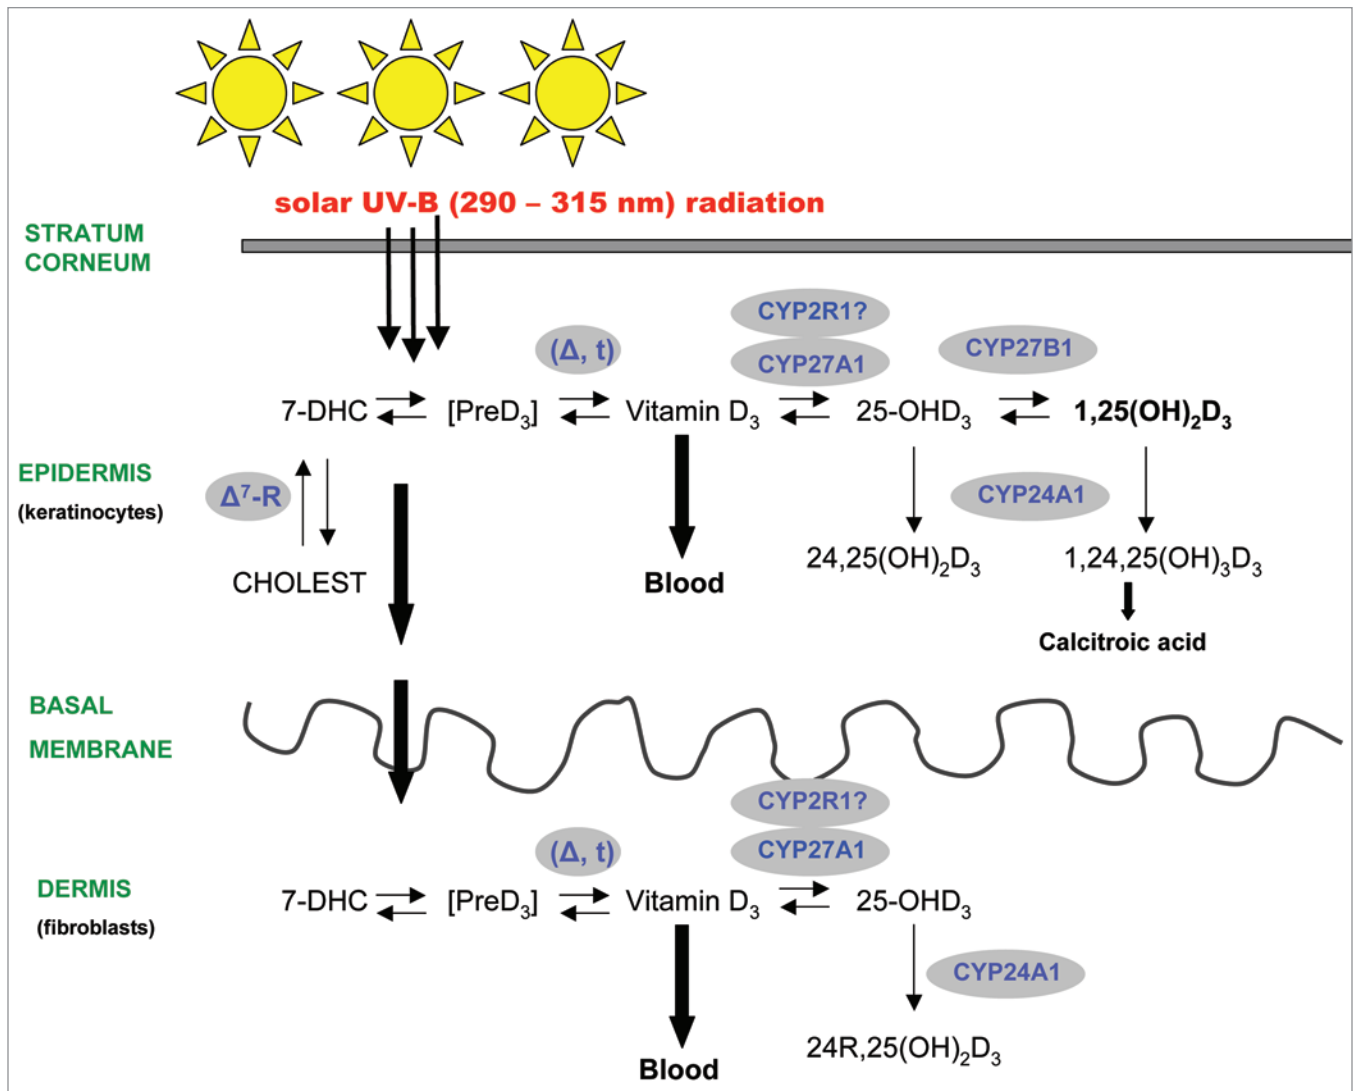 solar UV-B (290 – 315 nm) radiation
STRATUM
CORNEUM
CYP2R1?
(Δ, t)
CYP27A1
CYP27B1
7-DHC
[PreD₃]
Vitamin D₃
25-OHD₃
1,25(OH)₂D₃
EPIDERMIS
(keratinocytes)
Δ⁷-R
CYP24A1
CHOLEST
Blood
24,25(OH)₂D₃
1,24,25(OH)₃D₃
Calcitroic acid
BASAL
MEMBRANE
CYP2R1?
(Δ, t)
CYP27A1
DERMIS
(fibroblasts)
7-DHC
[PreD₃]
Vitamin D₃
25-OHD₃
CYP24A1
24R,25(OH)₂D₃
Blood